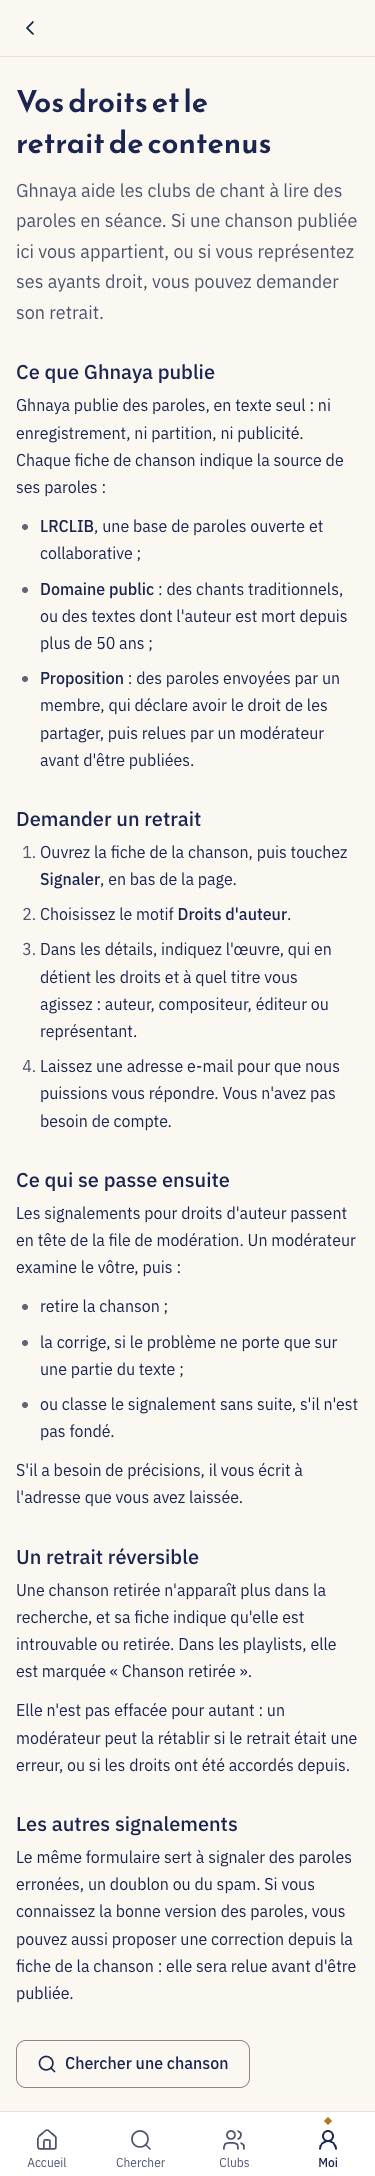 Vos droits et le
retrait de contenus
Ghnaya aide les clubs de chant à lire des
paroles en séance. Si une chanson publiée
ici vous appartient, ou si vous représentez
ses ayants droit, vous pouvez demander
son retrait.
Ce que Ghnaya publie
Ghnaya publie des paroles, en texte seul : ni
enregistrement, ni partition, ni publicité.
Chaque fiche de chanson indique la source de
ses paroles :
• LRCLIB, une base de paroles ouverte et
collaborative ;
• Domaine public : des chants traditionnels,
ou des textes dont l'auteur est mort depuis
plus de 50 ans ;
• Proposition : des paroles envoyées par un
membre, qui déclare avoir le droit de les
partager, puis relues par un modérateur
avant d'être publiées.
Demander un retrait
1. Ouvrez la fiche de la chanson, puis touchez
Signaler, en bas de la page.
2. Choisissez le motif Droits d'auteur.
3. Dans les détails, indiquez l'œuvre, qui en
détient les droits et à quel titre vous
agissez : auteur, compositeur, éditeur ou
représentant.
4. Laissez une adresse e-mail pour que nous
puissions vous répondre. Vous n'avez pas
besoin de compte.
Ce qui se passe ensuite
Les signalements pour droits d'auteur passent
en tête de la file de modération. Un modérateur
examine le vôtre, puis :
• retire la chanson ;
• la corrige, si le problème ne porte que sur
une partie du texte ;
• ou classe le signalement sans suite, s'il n'est
pas fondé.
S'il a besoin de précisions, il vous écrit à
l'adresse que vous avez laissée.
Un retrait réversible
Une chanson retirée n'apparaît plus dans la
recherche, et sa fiche indique qu'elle est
introuvable ou retirée. Dans les playlists, elle
est marquée « Chanson retirée ».
Elle n'est pas effacée pour autant : un
modérateur peut la rétablir si le retrait était une
erreur, ou si les droits ont été accordés depuis.
Les autres signalements
Le même formulaire sert à signaler des paroles
erronées, un doublon ou du spam. Si vous
connaissez la bonne version des paroles, vous
pouvez aussi proposer une correction depuis la
fiche de la chanson : elle sera relue avant d'être
publiée.
Chercher une chanson
Accueil
Chercher
Clubs
Moi